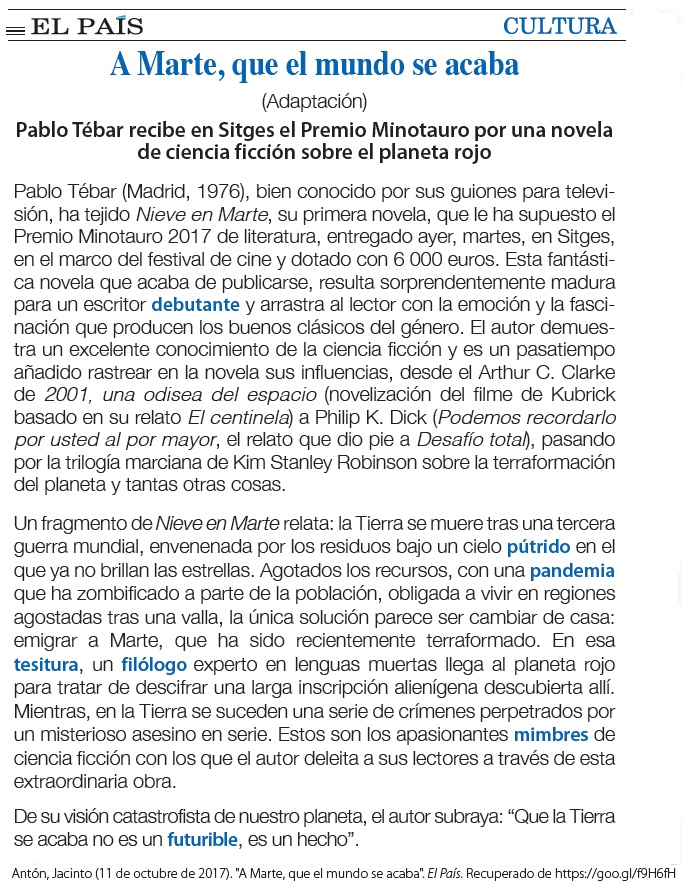 EL PAÍS CULTURA
A Marte, que el mundo se acaba
(Adaptación)
Pablo Tébar recibe en Sitges el Premio Minotauro por una novela
de ciencia ficción sobre el planeta rojo
Pablo Tébar (Madrid, 1976), bien conocido por sus guiones para televi-
sión, ha tejido Nieve en Marte, su primera novela, que le ha supuesto el
Premio Minotauro 2017 de literatura, entregado ayer, martes, en Sitges,
en el marco del festival de cine y dotado con 6 000 euros. Esta fantásti-
ca novela que acaba de publicarse, resulta sorprendentemente madura
para un escritor debutante y arrastra al lector con la emoción y la fasci-
nación que producen los buenos clásicos del género. El autor demues-
tra un excelente conocimiento de la ciencia ficción y es un pasatiempo
añadido rastrear en la novela sus influencias, desde el Arthur C. Clarke
de 2001, una odisea del espacio (novelización del filme de Kubrick
basado en su relato El centinela) a Philip K. Dick (Podemos recordarlo
por usted al por mayor, el relato que dio pie a Desafío total), pasando
por la trilogía marciana de Kim Stanley Robinson sobre la terraformación
del planeta y tantas otras cosas.
Un fragmento de Nieve en Marte relata: la Tierra se muere tras una tercera
guerra mundial, envenenada por los residuos bajo un cielo pútrido en el
que ya no brillan las estrellas. Agotados los recursos, con una pandemia
que ha zombificado a parte de la población, obligada a vivir en regiones
agostadas tras una valla, la única solución parece ser cambiar de casa:
emigrar a Marte, que ha sido recientemente terraformado. En esa
tesitura, un filólogo experto en lenguas muertas llega al planeta rojo
para tratar de descifrar una larga inscripción alienígena descubierta allí.
Mientras, en la Tierra se suceden una serie de crímenes perpetrados por
un misterioso asesino en serie. Estos son los apasionantes mimbres de
ciencia ficción con los que el autor deleita a sus lectores a través de esta
extraordinaria obra.
De su visión catastrofista de nuestro planeta, el autor subraya: “Que la Tierra
se acaba no es un futurible, es un hecho”.
Antón, Jacinto (11 de octubre de 2017). "A Marte, que el mundo se acaba". El País. Recuperado de https://goo.gl/f9H6fH